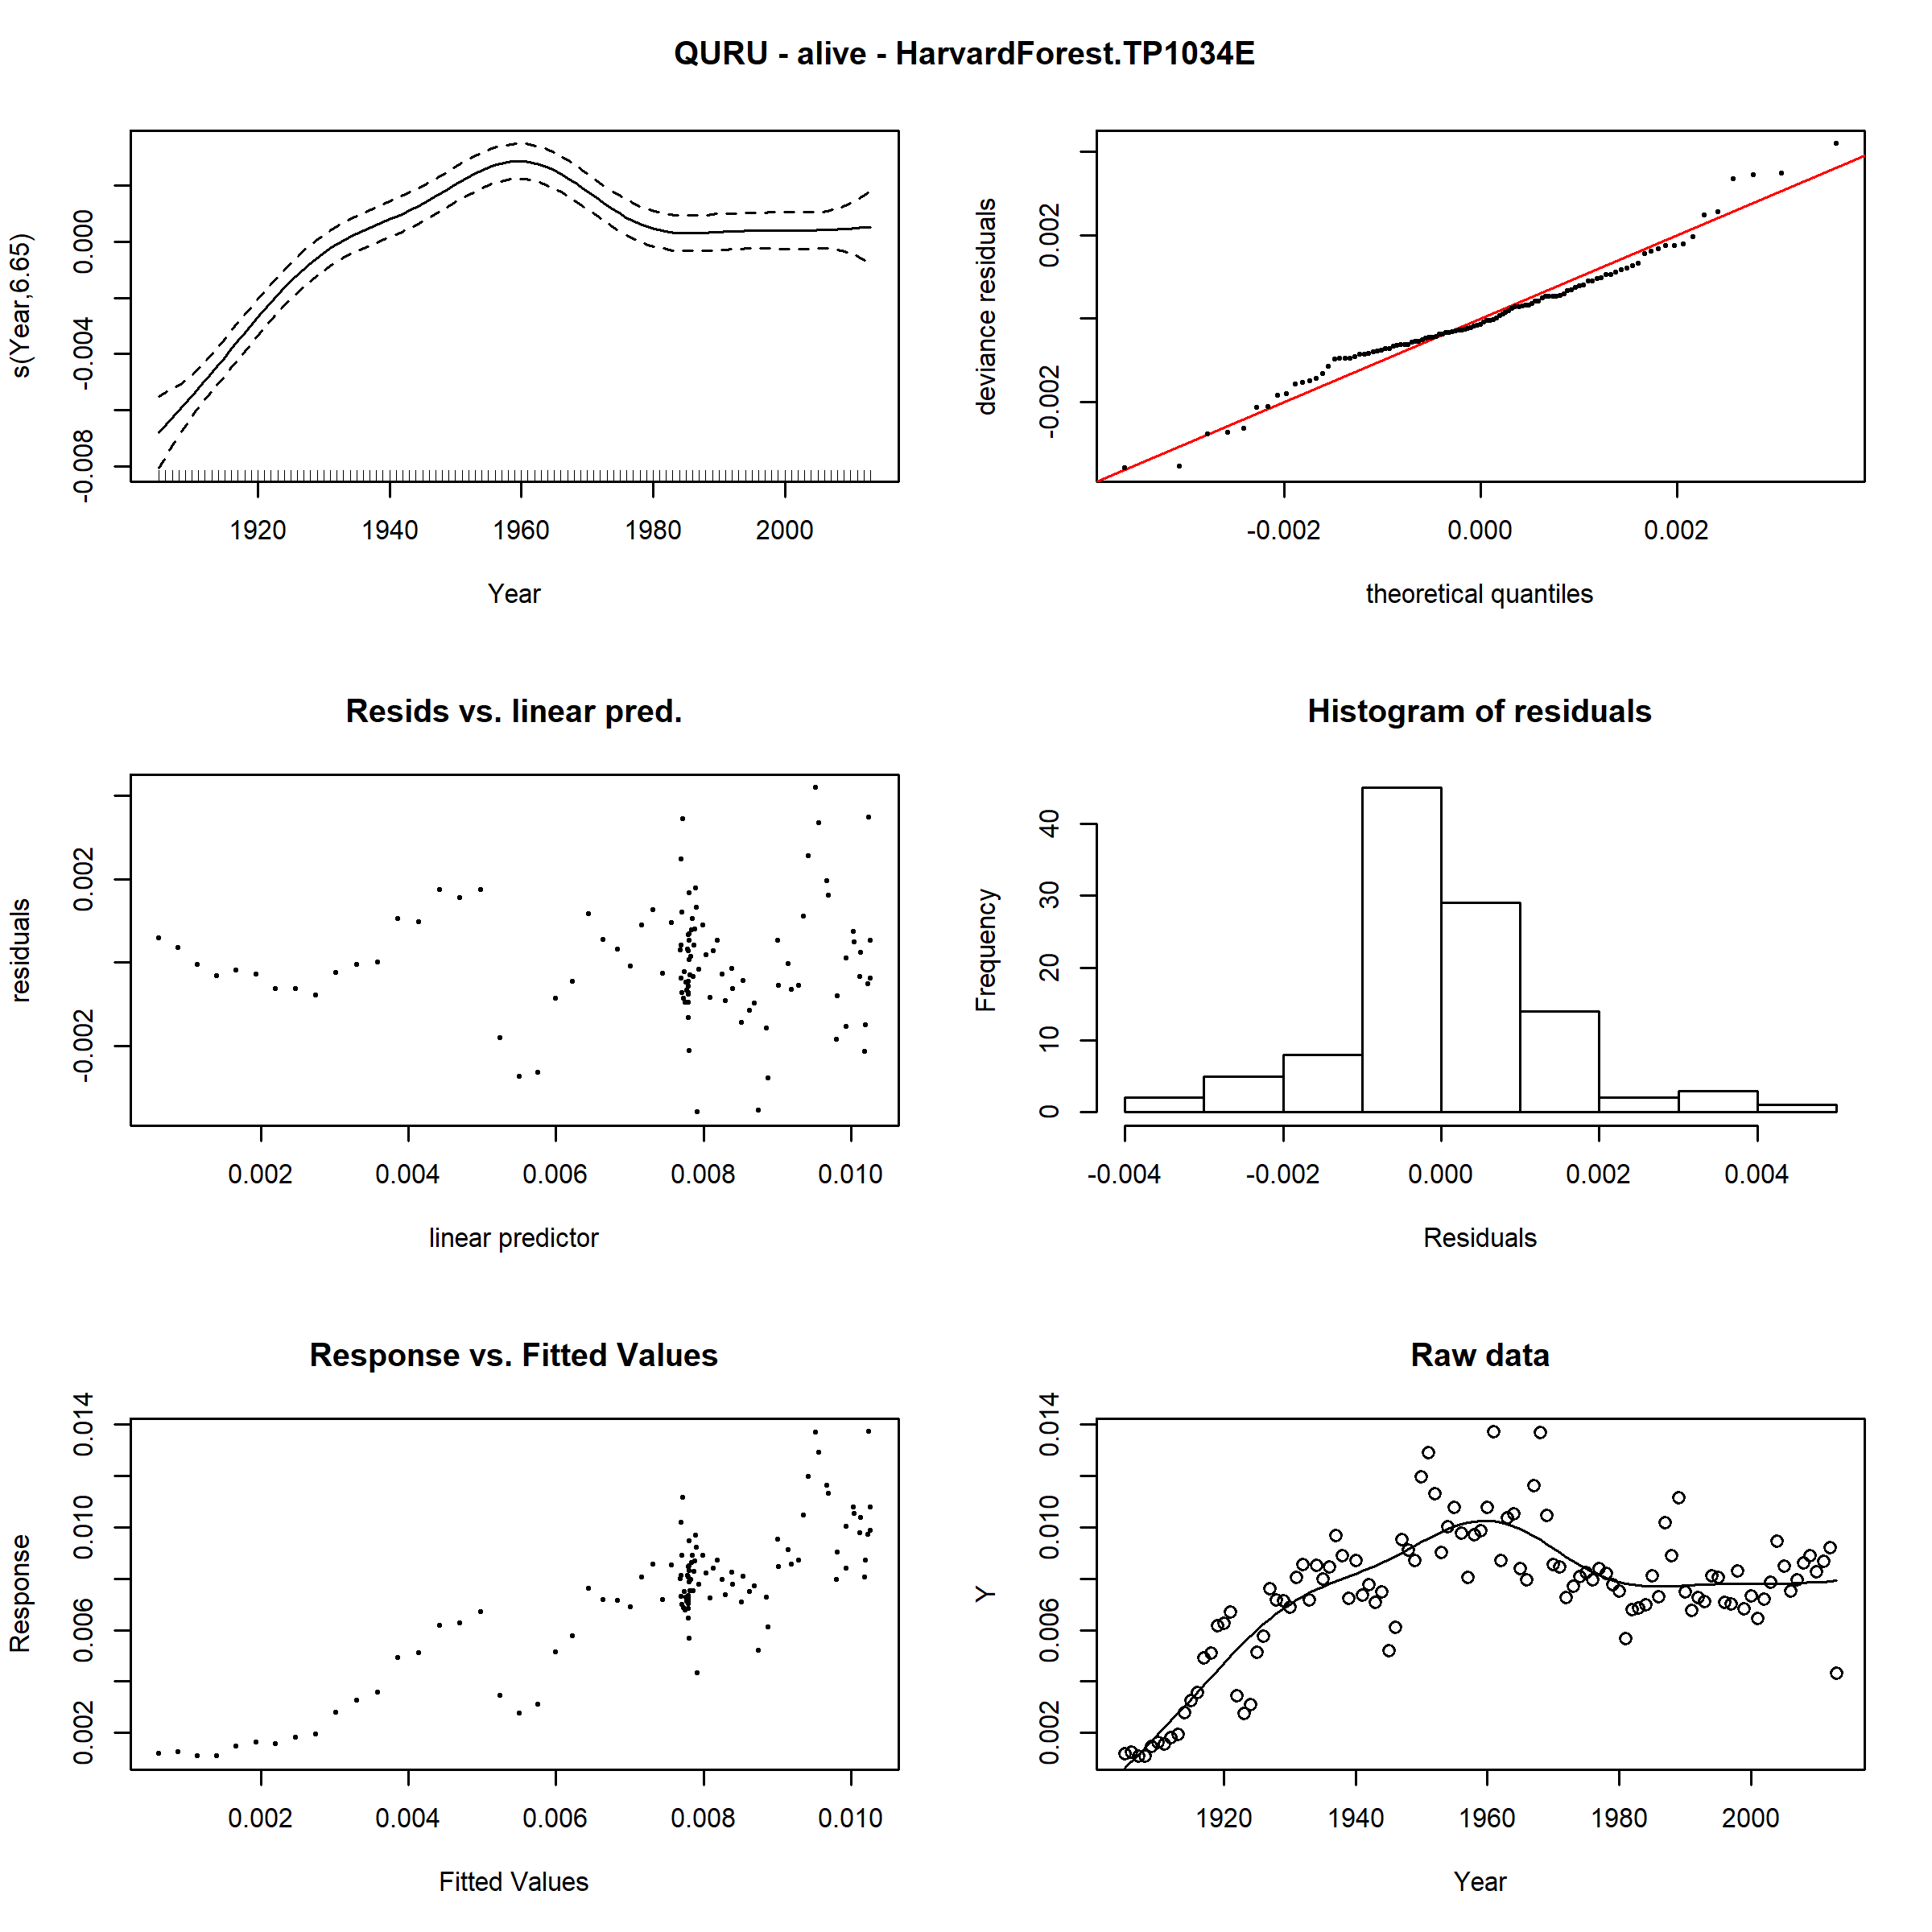 QURU - alive - HarvardForest.TP1034E
s(Year,6.65)
-0.008 -0.004 0.000
1920 1940 1960 1980 2000
Year
deviance residuals
-0.002 0.002
-0.002 0.000 0.002
theoretical quantiles
Resids vs. linear pred.
residuals
-0.002 0.002
0.002 0.004 0.006 0.008 0.010
linear predictor
Histogram of residuals
Frequency
0 10 20 30 40
-0.004 -0.002 0.000 0.002 0.004
Residuals
Response vs. Fitted Values
Response
0.002 0.006 0.010 0.014
0.002 0.004 0.006 0.008 0.010
Fitted Values
Raw data
Y
0.002 0.006 0.010 0.014
1920 1940 1960 1980 2000
Year